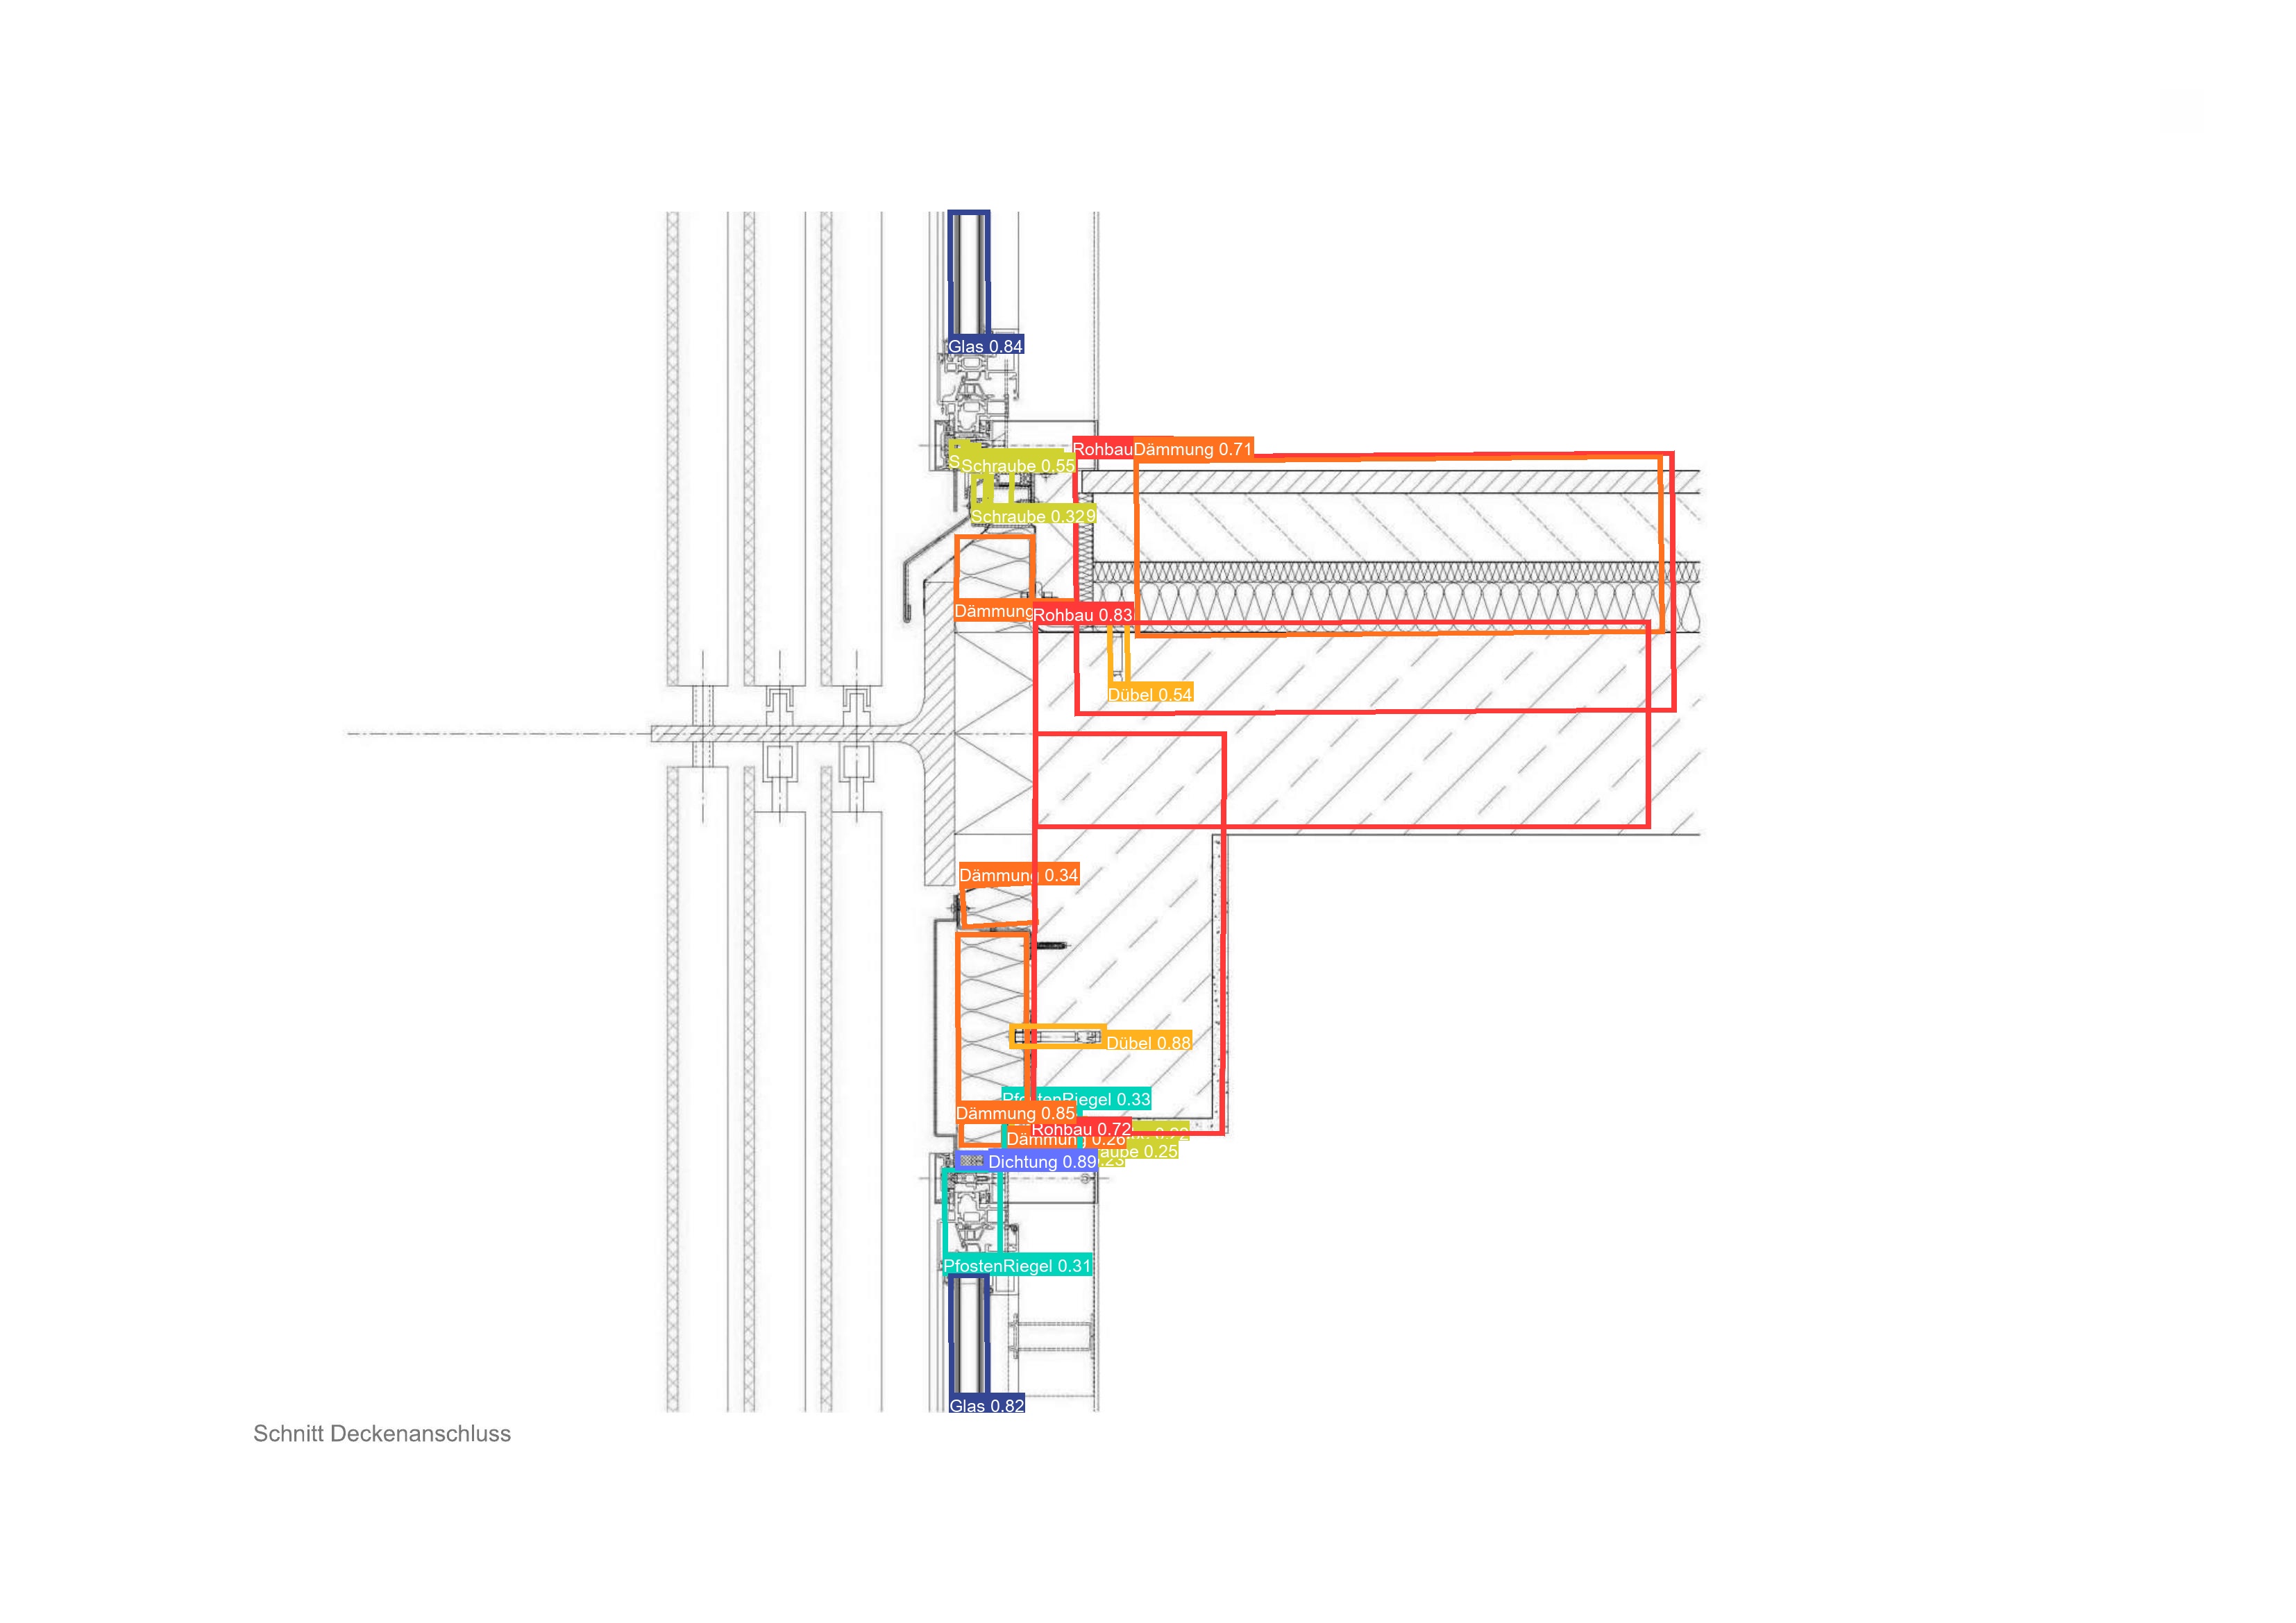 Glas 0.84
Rohbau
Dämmung 0.71
Schraube 0.55
Schraube 0.329
Dämmung
Rohbau 0.83
Dübel 0.54
Dämmung 0.34
Dübel 0.88
PfostenRiegel 0.33
Dämmung 0.85
Rohbau 0.72
Dämmung 0.26
aube 0.25
Dichtung 0.89
PfostenRiegel 0.31
Glas 0.82
Schnitt Deckenanschluss